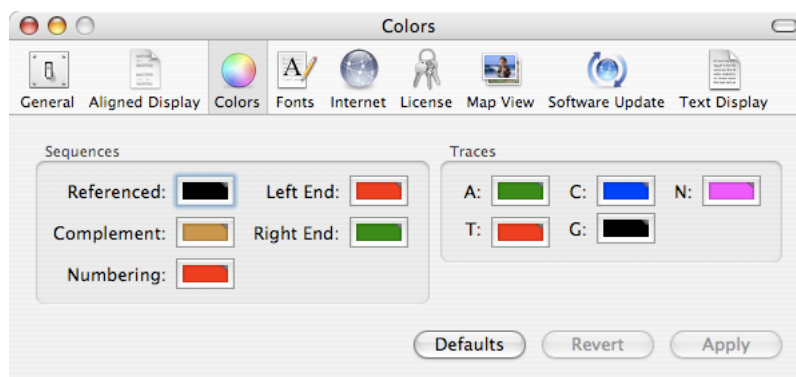 Colors
General Aligned Display Colors Fonts Internet License Map View Software Update Text Display
Sequences
Referenced: Left End:
Complement: Right End:
Numbering:
Traces
A: C: N:
T: G:
Defaults Revert Apply